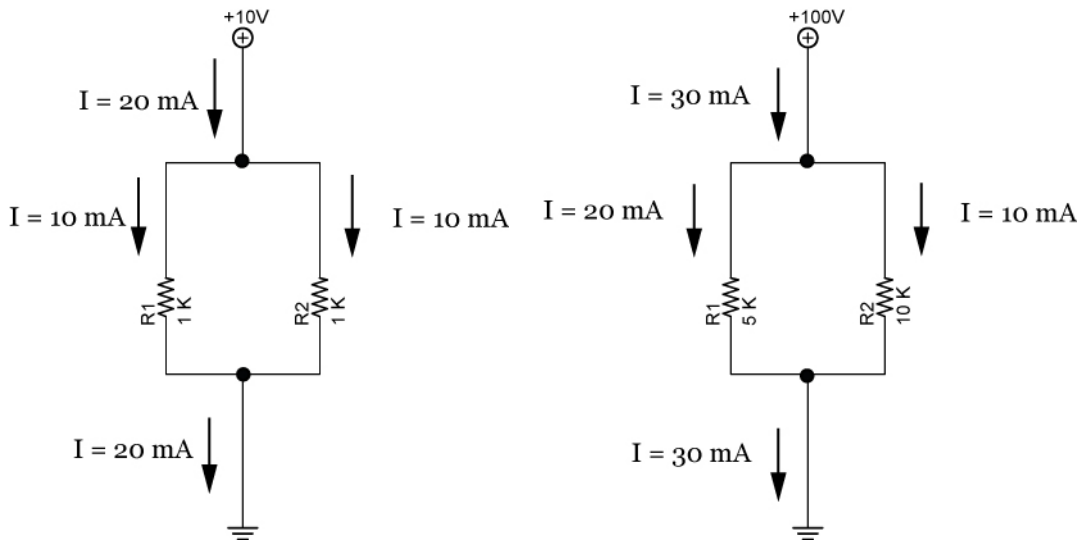 +10V
I = 20 mA
I = 10 mA
I = 10 mA
R1
1 K
R2
1 K
I = 20 mA
+100V
I = 30 mA
I = 20 mA
I = 10 mA
R1
5 K
R2
10 K
I = 30 mA